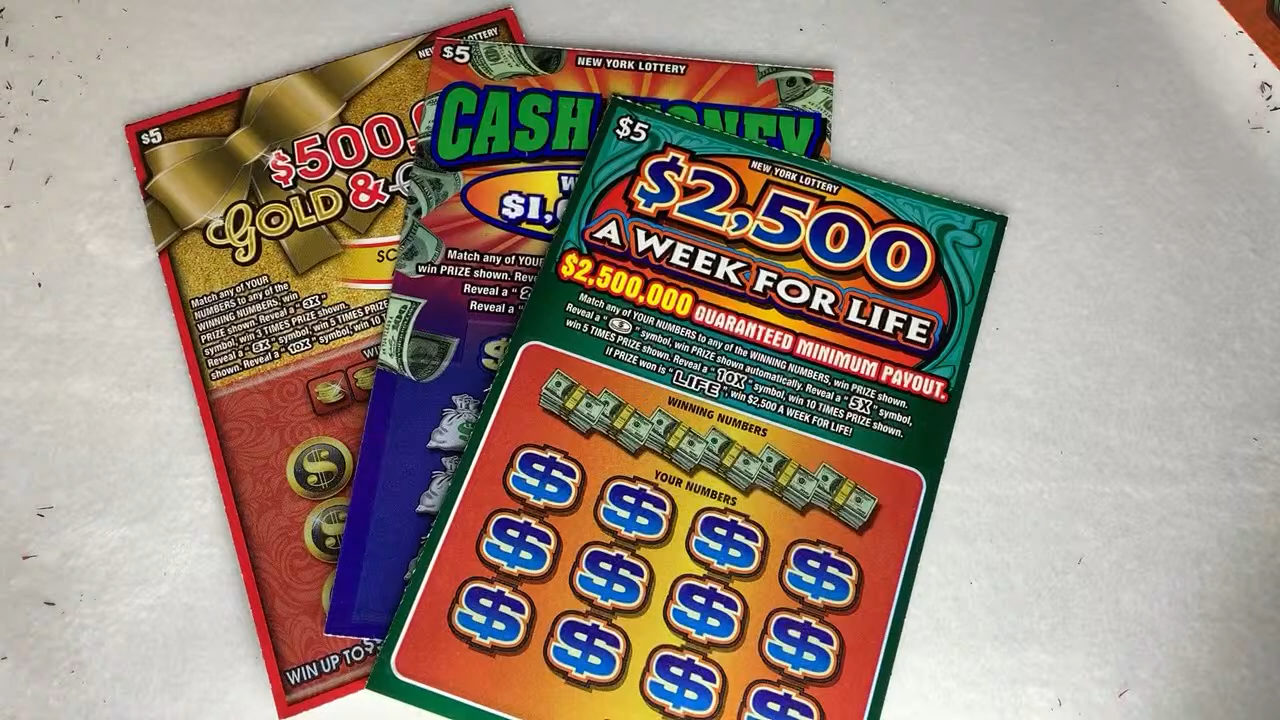 $5
NEW LOTTERY
$500,
GOLD &
SC
Match any of YOUR
NUMBERS to any of the
WINNING NUMBERS, win
PRIZE shown. Reveal a "3X"
symbol, win 3 TIMES PRIZE shown.
Reveal a "5X" symbol, win 5 TIMES PRIZE
shown. Reveal a "10X" symbol, win 10
WIN UP TO $5
$5
NEW YORK LOTTERY
CASH MONEY
$1,
Match any of YOUR
win PRIZE shown. Reve
Reveal a "
Reveal a "
$5
NEW YORK LOTTERY
$2,500
A WEEK FOR LIFE
$2,500,000 GUARANTEED MINIMUM PAYOUT.
Match any of YOUR NUMBERS to any of the WINNING NUMBERS, win PRIZE shown.
Reveal a " " symbol, win PRIZE shown automatically. Reveal a "5X" symbol,
win 5 TIMES PRIZE shown. Reveal a "10X" symbol, win 10 TIMES PRIZE shown.
If PRIZE won is "LIFE", win $2,500 A WEEK FOR LIFE!
WINNING NUMBERS
YOUR NUMBERS
$ $ $ $
$ $ $ $
$ $ $ $